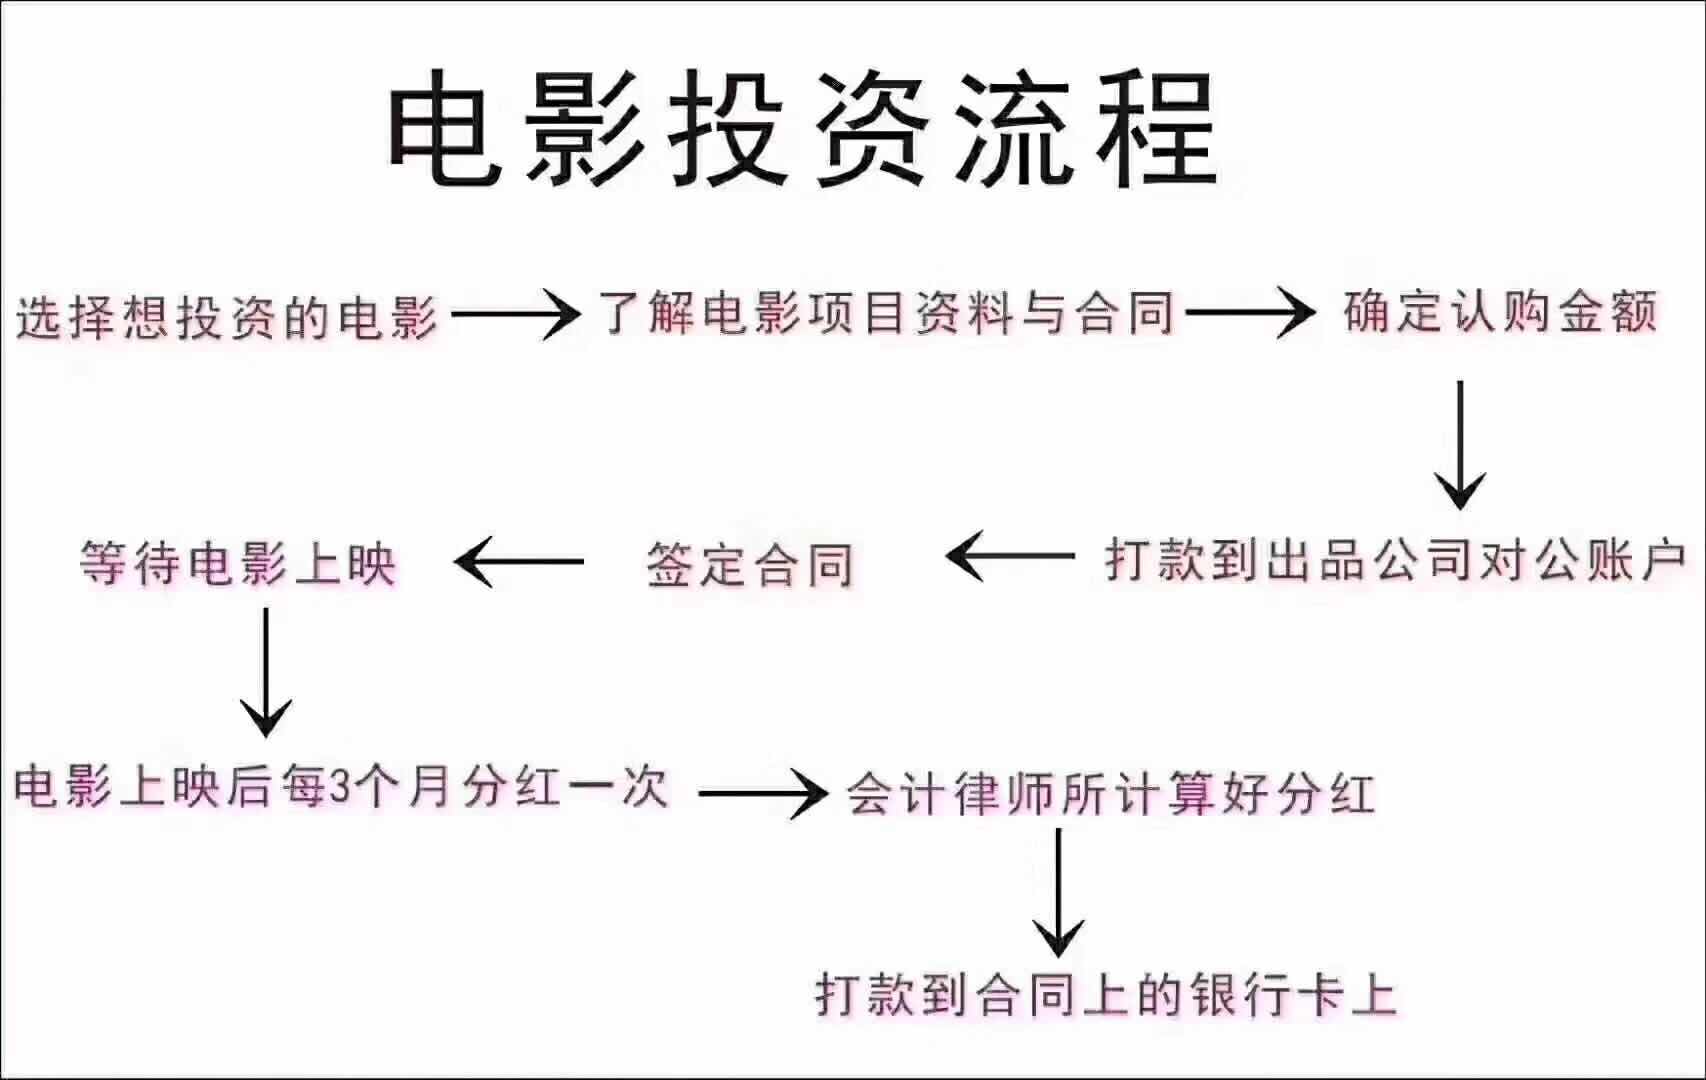 电影投资流程
选择想投资的电影
了解电影项目资料与合同
确定认购金额
打款到出品公司对公账户
签定合同
等待电影上映
电影上映后每3个月分红一次
会计律师所计算好分红
打款到合同上的银行卡上